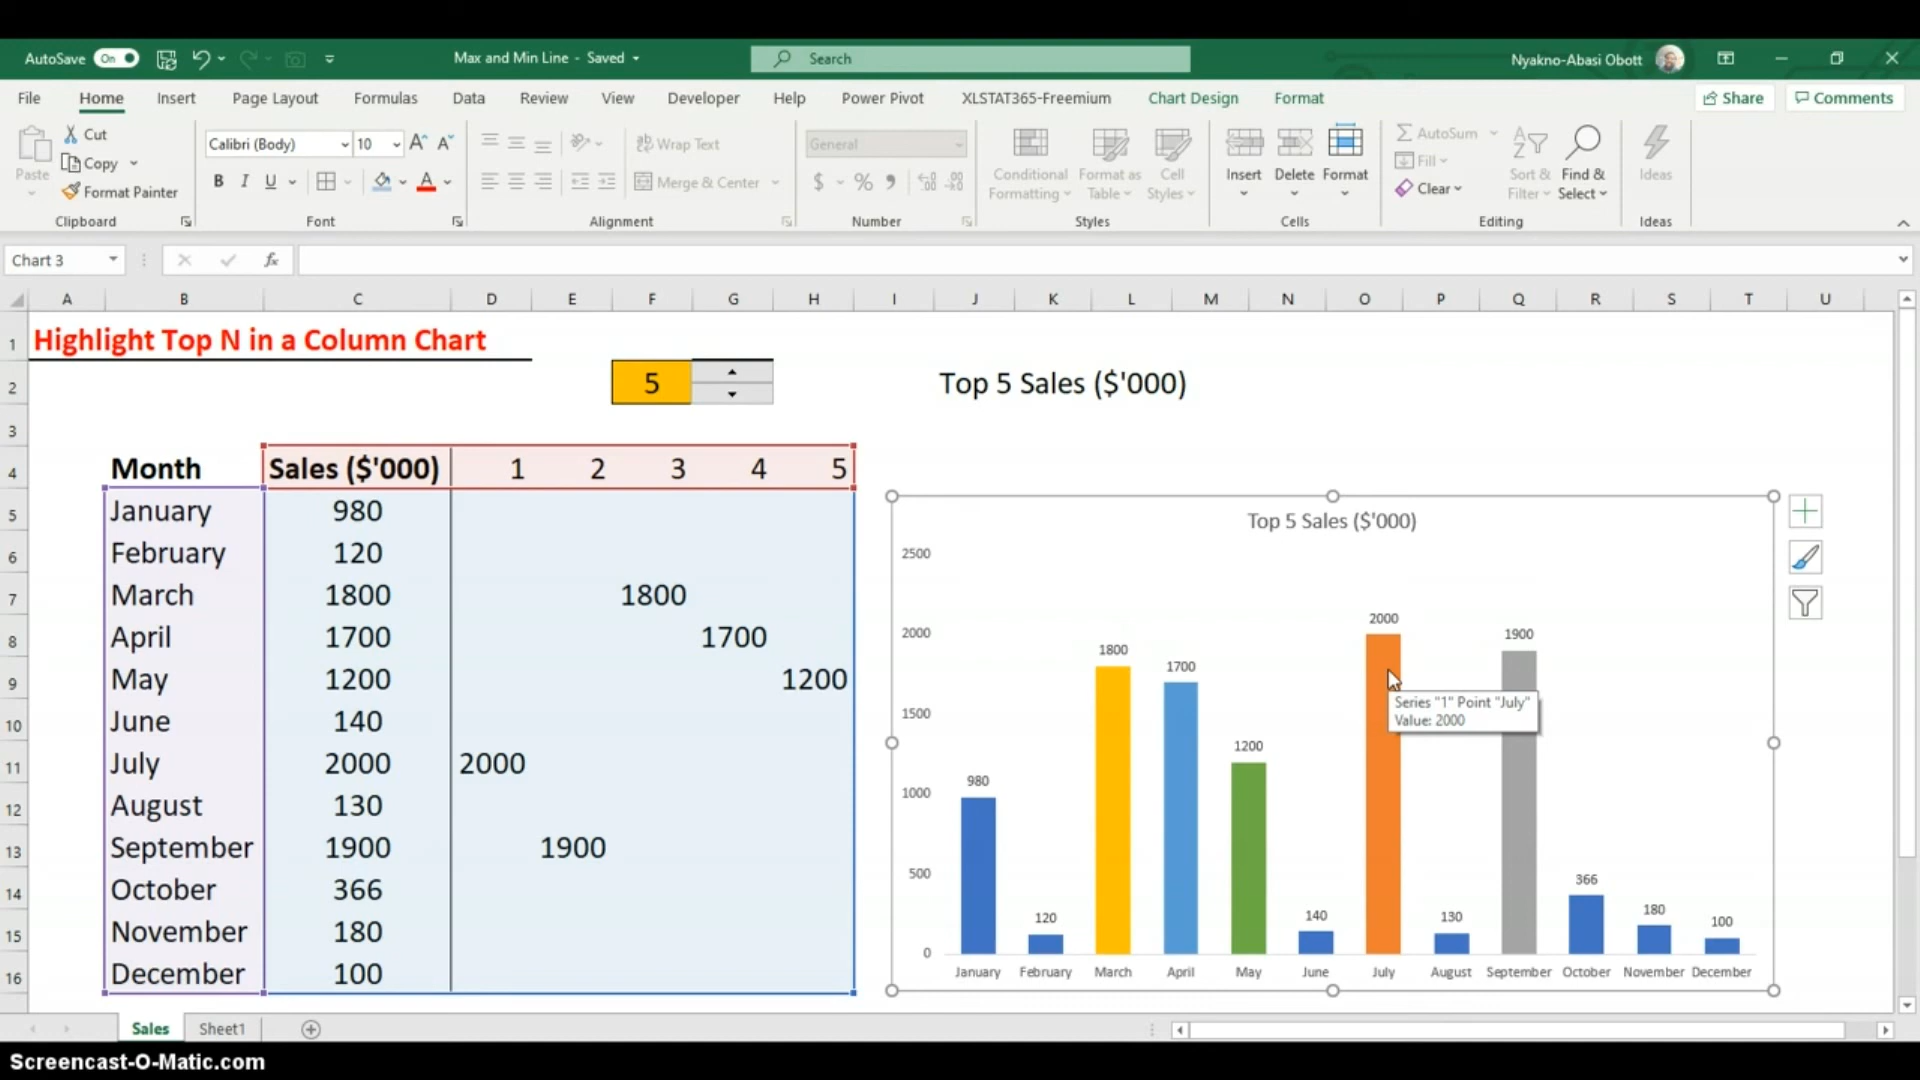 AutoSave On Max and Min Line - Saved Search Nyakno-Abasi Obott
File Home Insert Page Layout Formulas Data Review View Developer Help Power Pivot XLSTAT365-Freemium Chart Design Format Share Comments
Paste Cut Copy Format Painter
Calibri (Body) 10 A A
B I U A
Wrap Text
Merge & Center
General
$ % 9
Conditional Formatting Format as Table Cell Styles
Insert Delete Format
AutoSum
Fill
Clear
Sort & Filter Find & Select
Ideas
Clipboard Font Alignment Number Styles Cells Editing Ideas
Chart 3 fx
A B C D E F G H I J K L M N O P Q R S T U
1 Highlight Top N in a Column Chart
2 5 Top 5 Sales ($'000)
3
4 Month Sales ($'000) 1 2 3 4 5
5 January 980
6 February 120
7 March 1800 1800
8 April 1700 1700
9 May 1200 1200
10 June 140
11 July 2000 2000
12 August 130
13 September 1900 1900
14 October 366
15 November 180
16 December 100
Top 5 Sales ($'000)
2500
2000
1500
1000
500
0
980 120 1800 1700 1200 140 2000 130 1900 366 180 100
Series "1" Point "July"
Value: 2000
January February March April May June July August September October November December
Sales Sheet1
Screencast-O-Matic.com